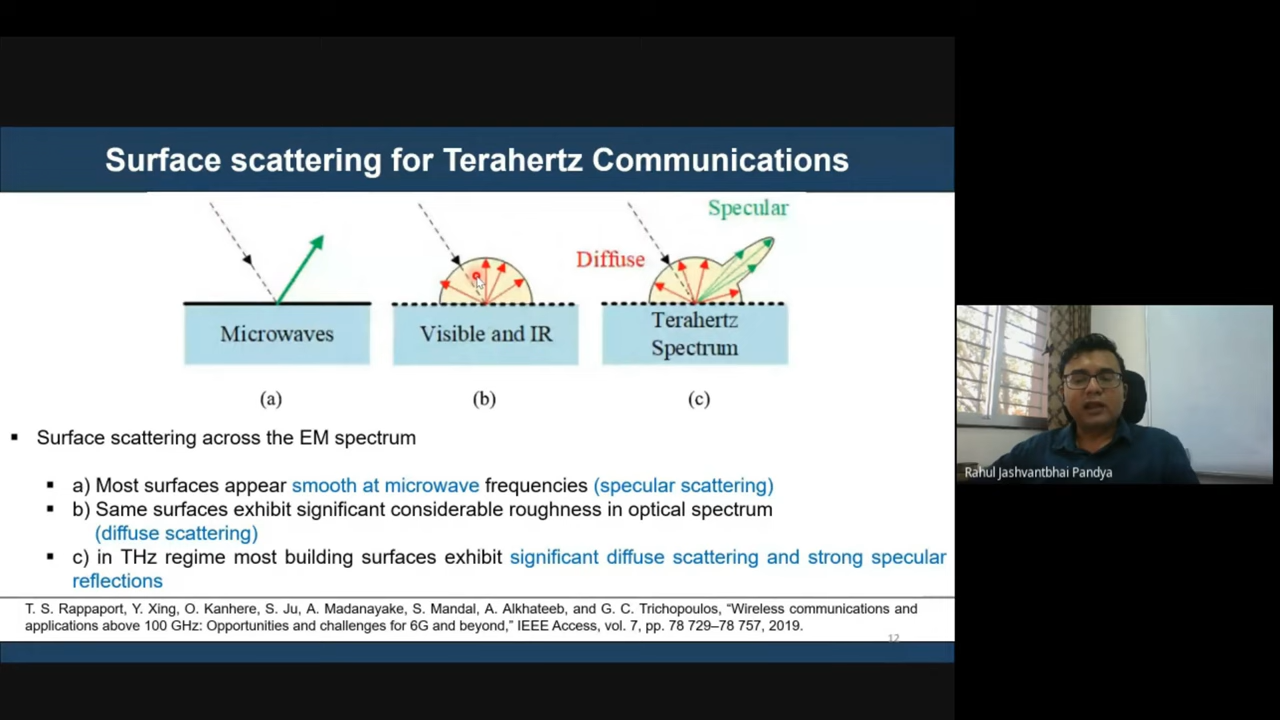 Surface scattering for Terahertz Communications
Specular
Diffuse
Microwaves
Visible and IR
Terahertz
Spectrum
(a)
(b)
(c)
▪ Surface scattering across the EM spectrum
▪ a) Most surfaces appear smooth at microwave frequencies (specular scattering)
▪ b) Same surfaces exhibit significant considerable roughness in optical spectrum
(diffuse scattering)
▪ c) in THz regime most building surfaces exhibit significant diffuse scattering and strong specular
reflections
T. S. Rappaport, Y. Xing, O. Kanhere, S. Ju, A. Madanayake, S. Mandal, A. Alkhateeb, and G. C. Trichopoulos, “Wireless communications and
applications above 100 GHz: Opportunities and challenges for 6G and beyond,” IEEE Access, vol. 7, pp. 78 729–78 757, 2019.
12
Rahul Jashvantbhai Pandya